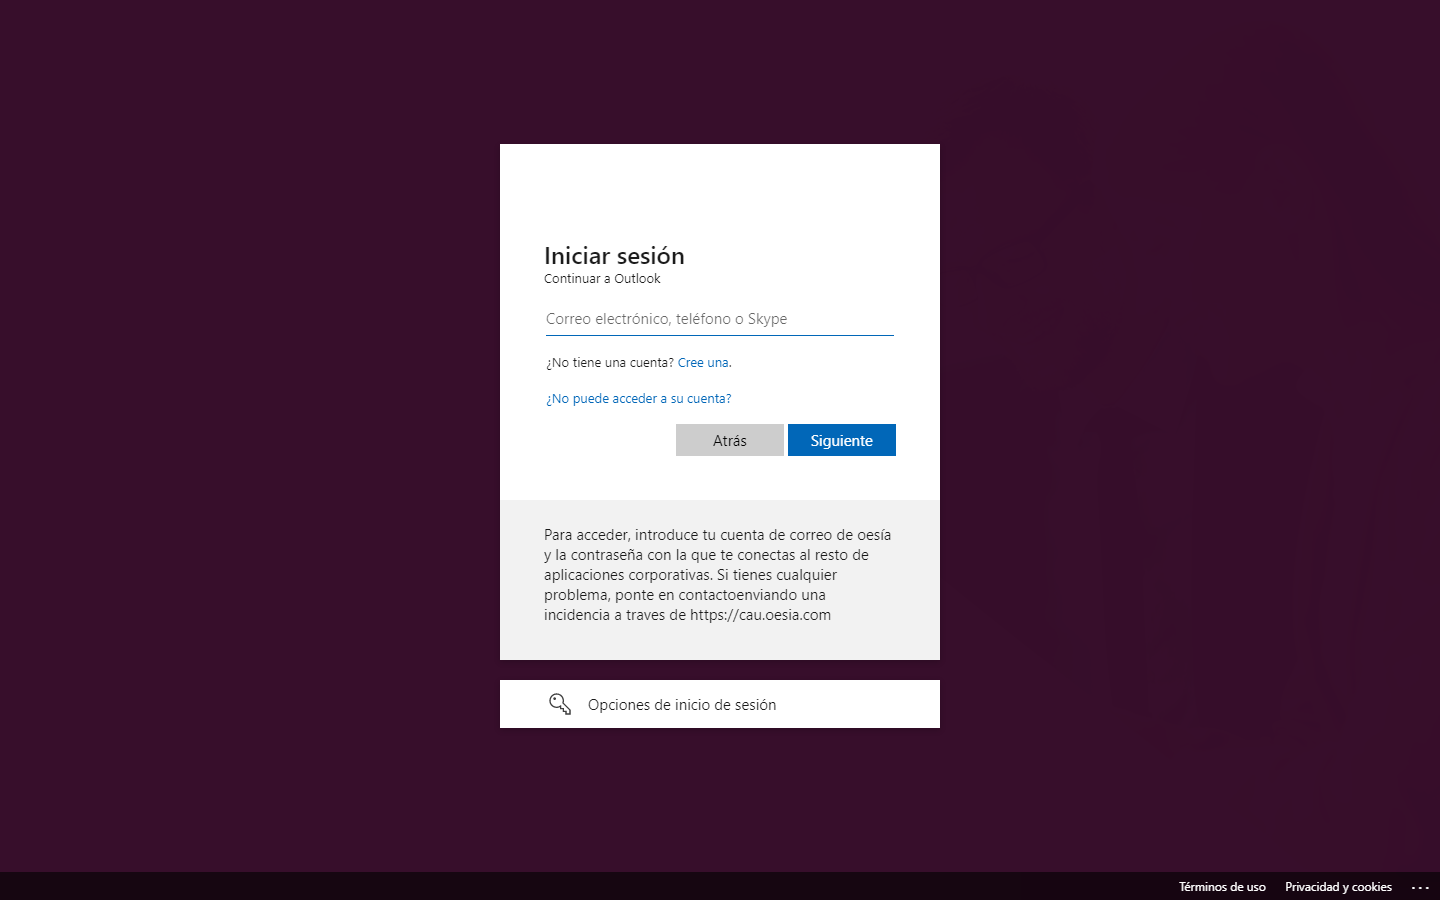 Iniciar sesión
Continuar a Outlook
Correo electrónico, teléfono o Skype
¿No tiene una cuenta? Cree una.
¿No puede acceder a su cuenta?
Atrás
Siguiente
Para acceder, introduce tu cuenta de correo de oesía
y la contraseña con la que te conectas al resto de
aplicaciones corporativas. Si tienes cualquier
problema, ponte en contactoenviando una
incidencia a traves de https://cau.oesia.com
Opciones de inicio de sesión
Términos de uso
Privacidad y cookies
...